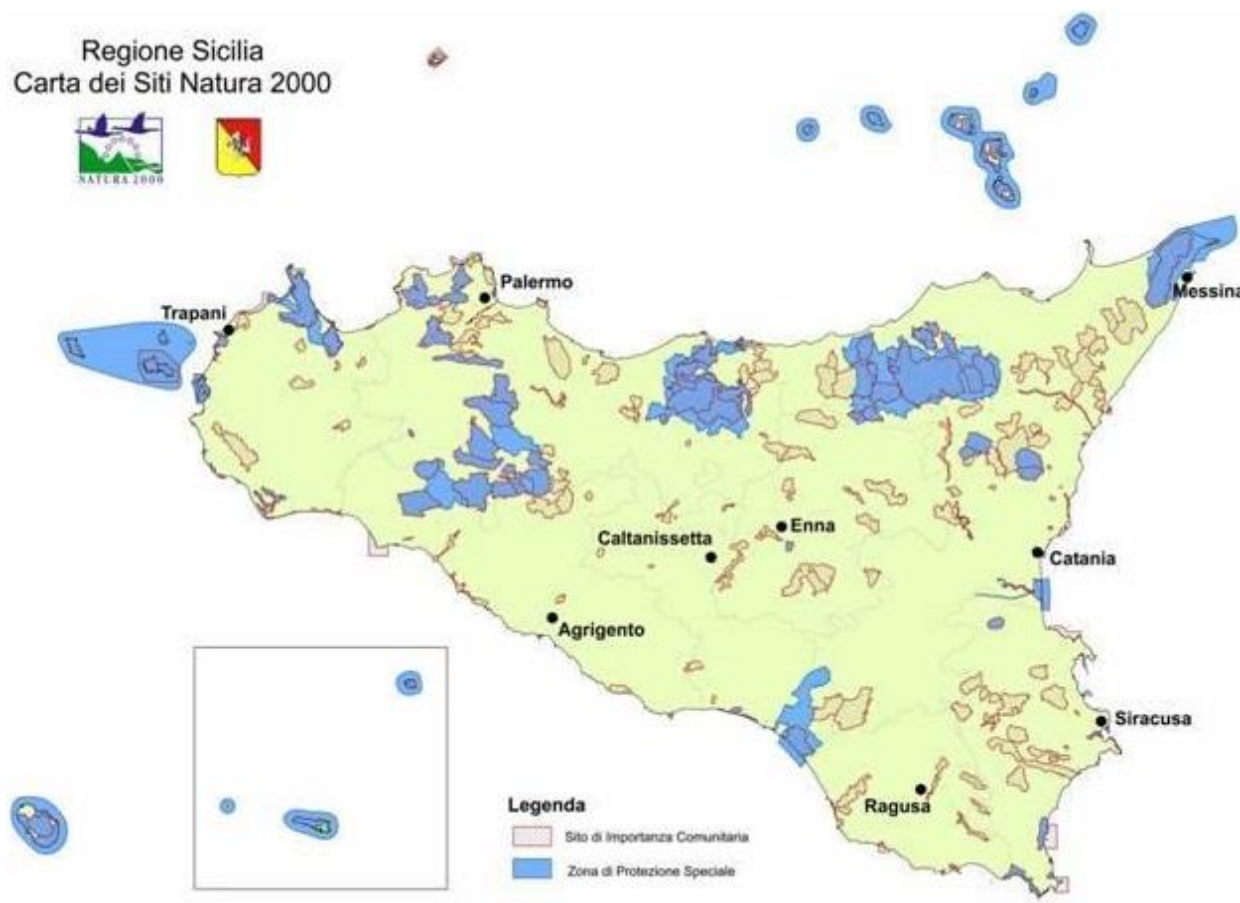 Regione Sicilia
Carta dei Siti Natura 2000
NATURA 2000
Palermo
Trapani
Messina
Enna
Caltanissetta
Catania
Agrigento
Siracusa
Ragusa
Legenda
Sito di Importanza Comunitaria
Zona di Protezione Speciale